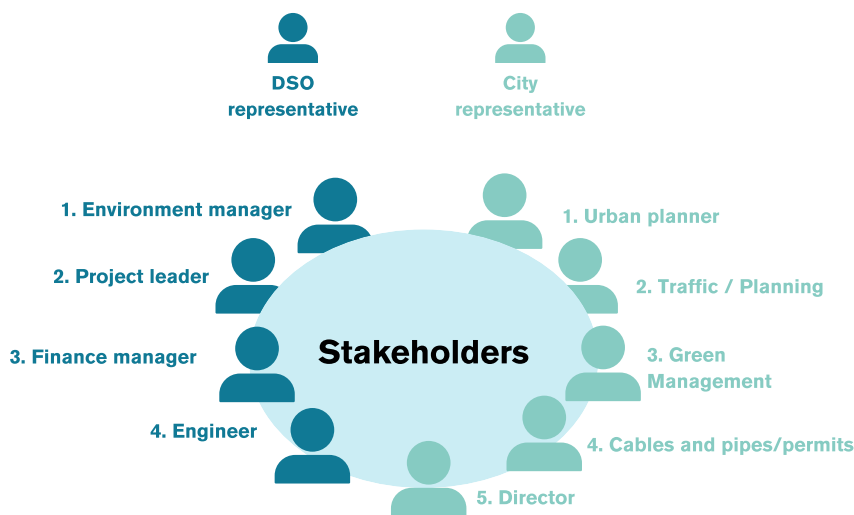 DSO
representative
City
representative
1. Environment manager
1. Urban planner
2. Project leader
2. Traffic / Planning
3. Finance manager
Stakeholders
3. Green
Management
4. Engineer
4. Cables and pipes/permits
5. Director